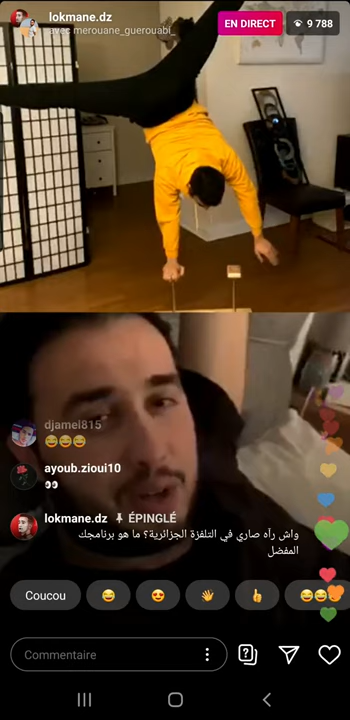 lokmane.dz
avec merouane_guerouabi_
EN DIRECT
9 788
djamel815
😂😂😂
ayoub.zioui10
👀
lokmane.dz ÉPINGLÉ
واش رآه صاري في التلفزة الجزائرية؟ ما هو برنامجك
المفضل
Coucou
😂
😍
👋
👍
😂😂
Commentaire